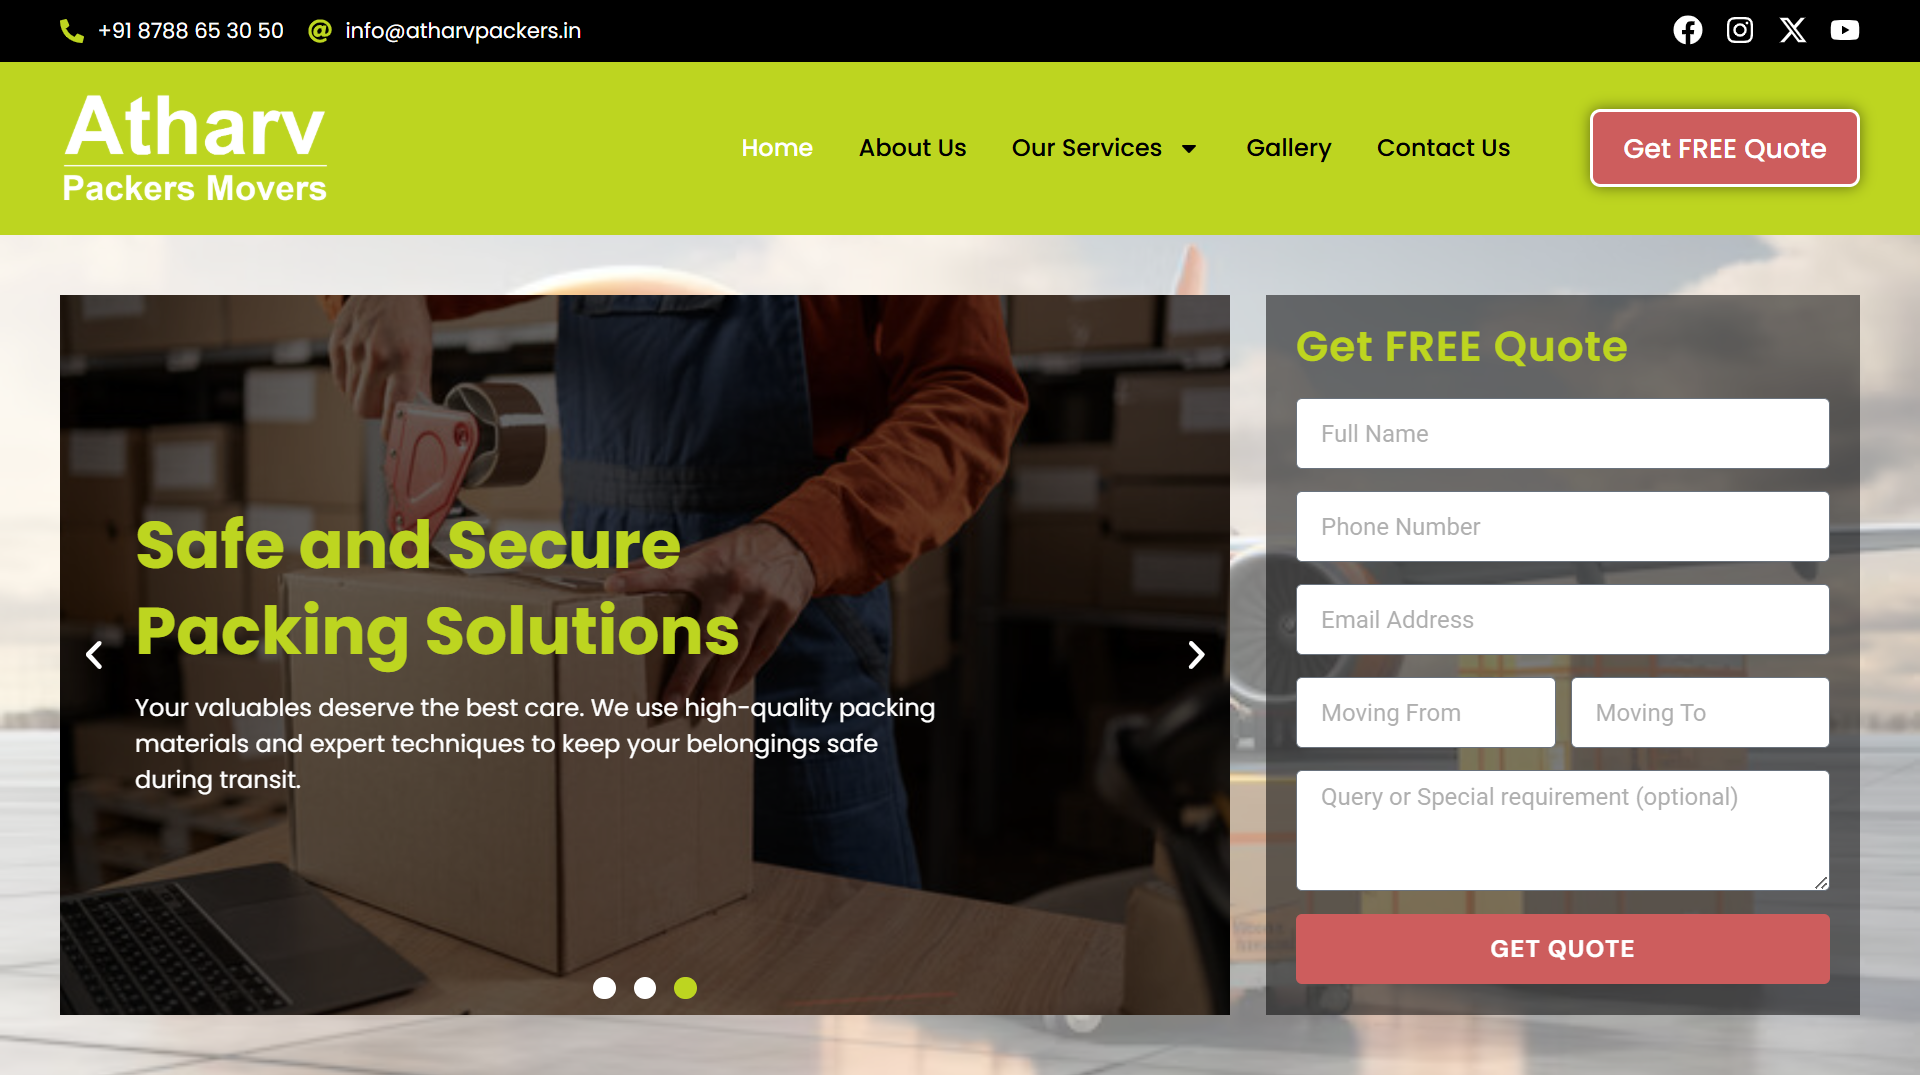 +91 8788 65 30 50
info@atharvpackers.in
Atharv
Packers Movers
Home
About Us
Our Services
Gallery
Contact Us
Get FREE Quote
Safe and Secure
Packing Solutions
Your valuables deserve the best care. We use high-quality packing
materials and expert techniques to keep your belongings safe
during transit.
Get FREE Quote
Full Name
Phone Number
Email Address
Moving From
Moving To
Query or Special requirement (optional)
GET QUOTE